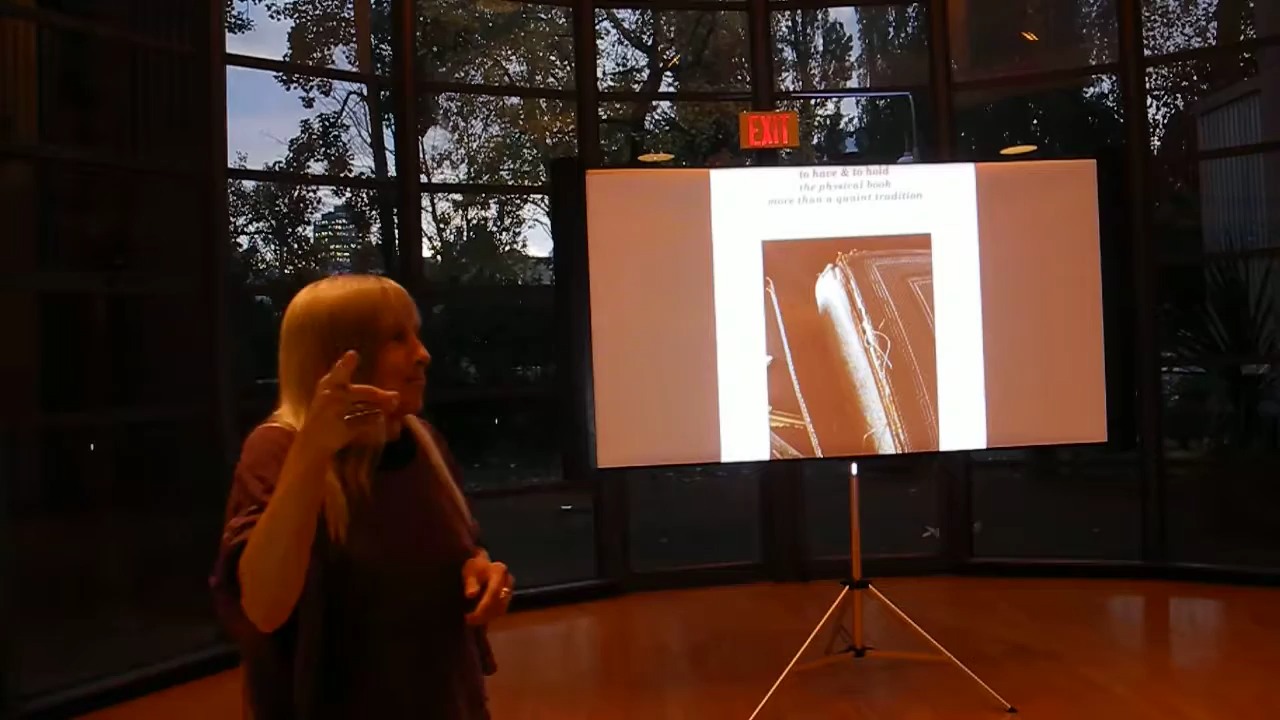 EXIT
to have & to hold
the physical book
more than a quaint tradition